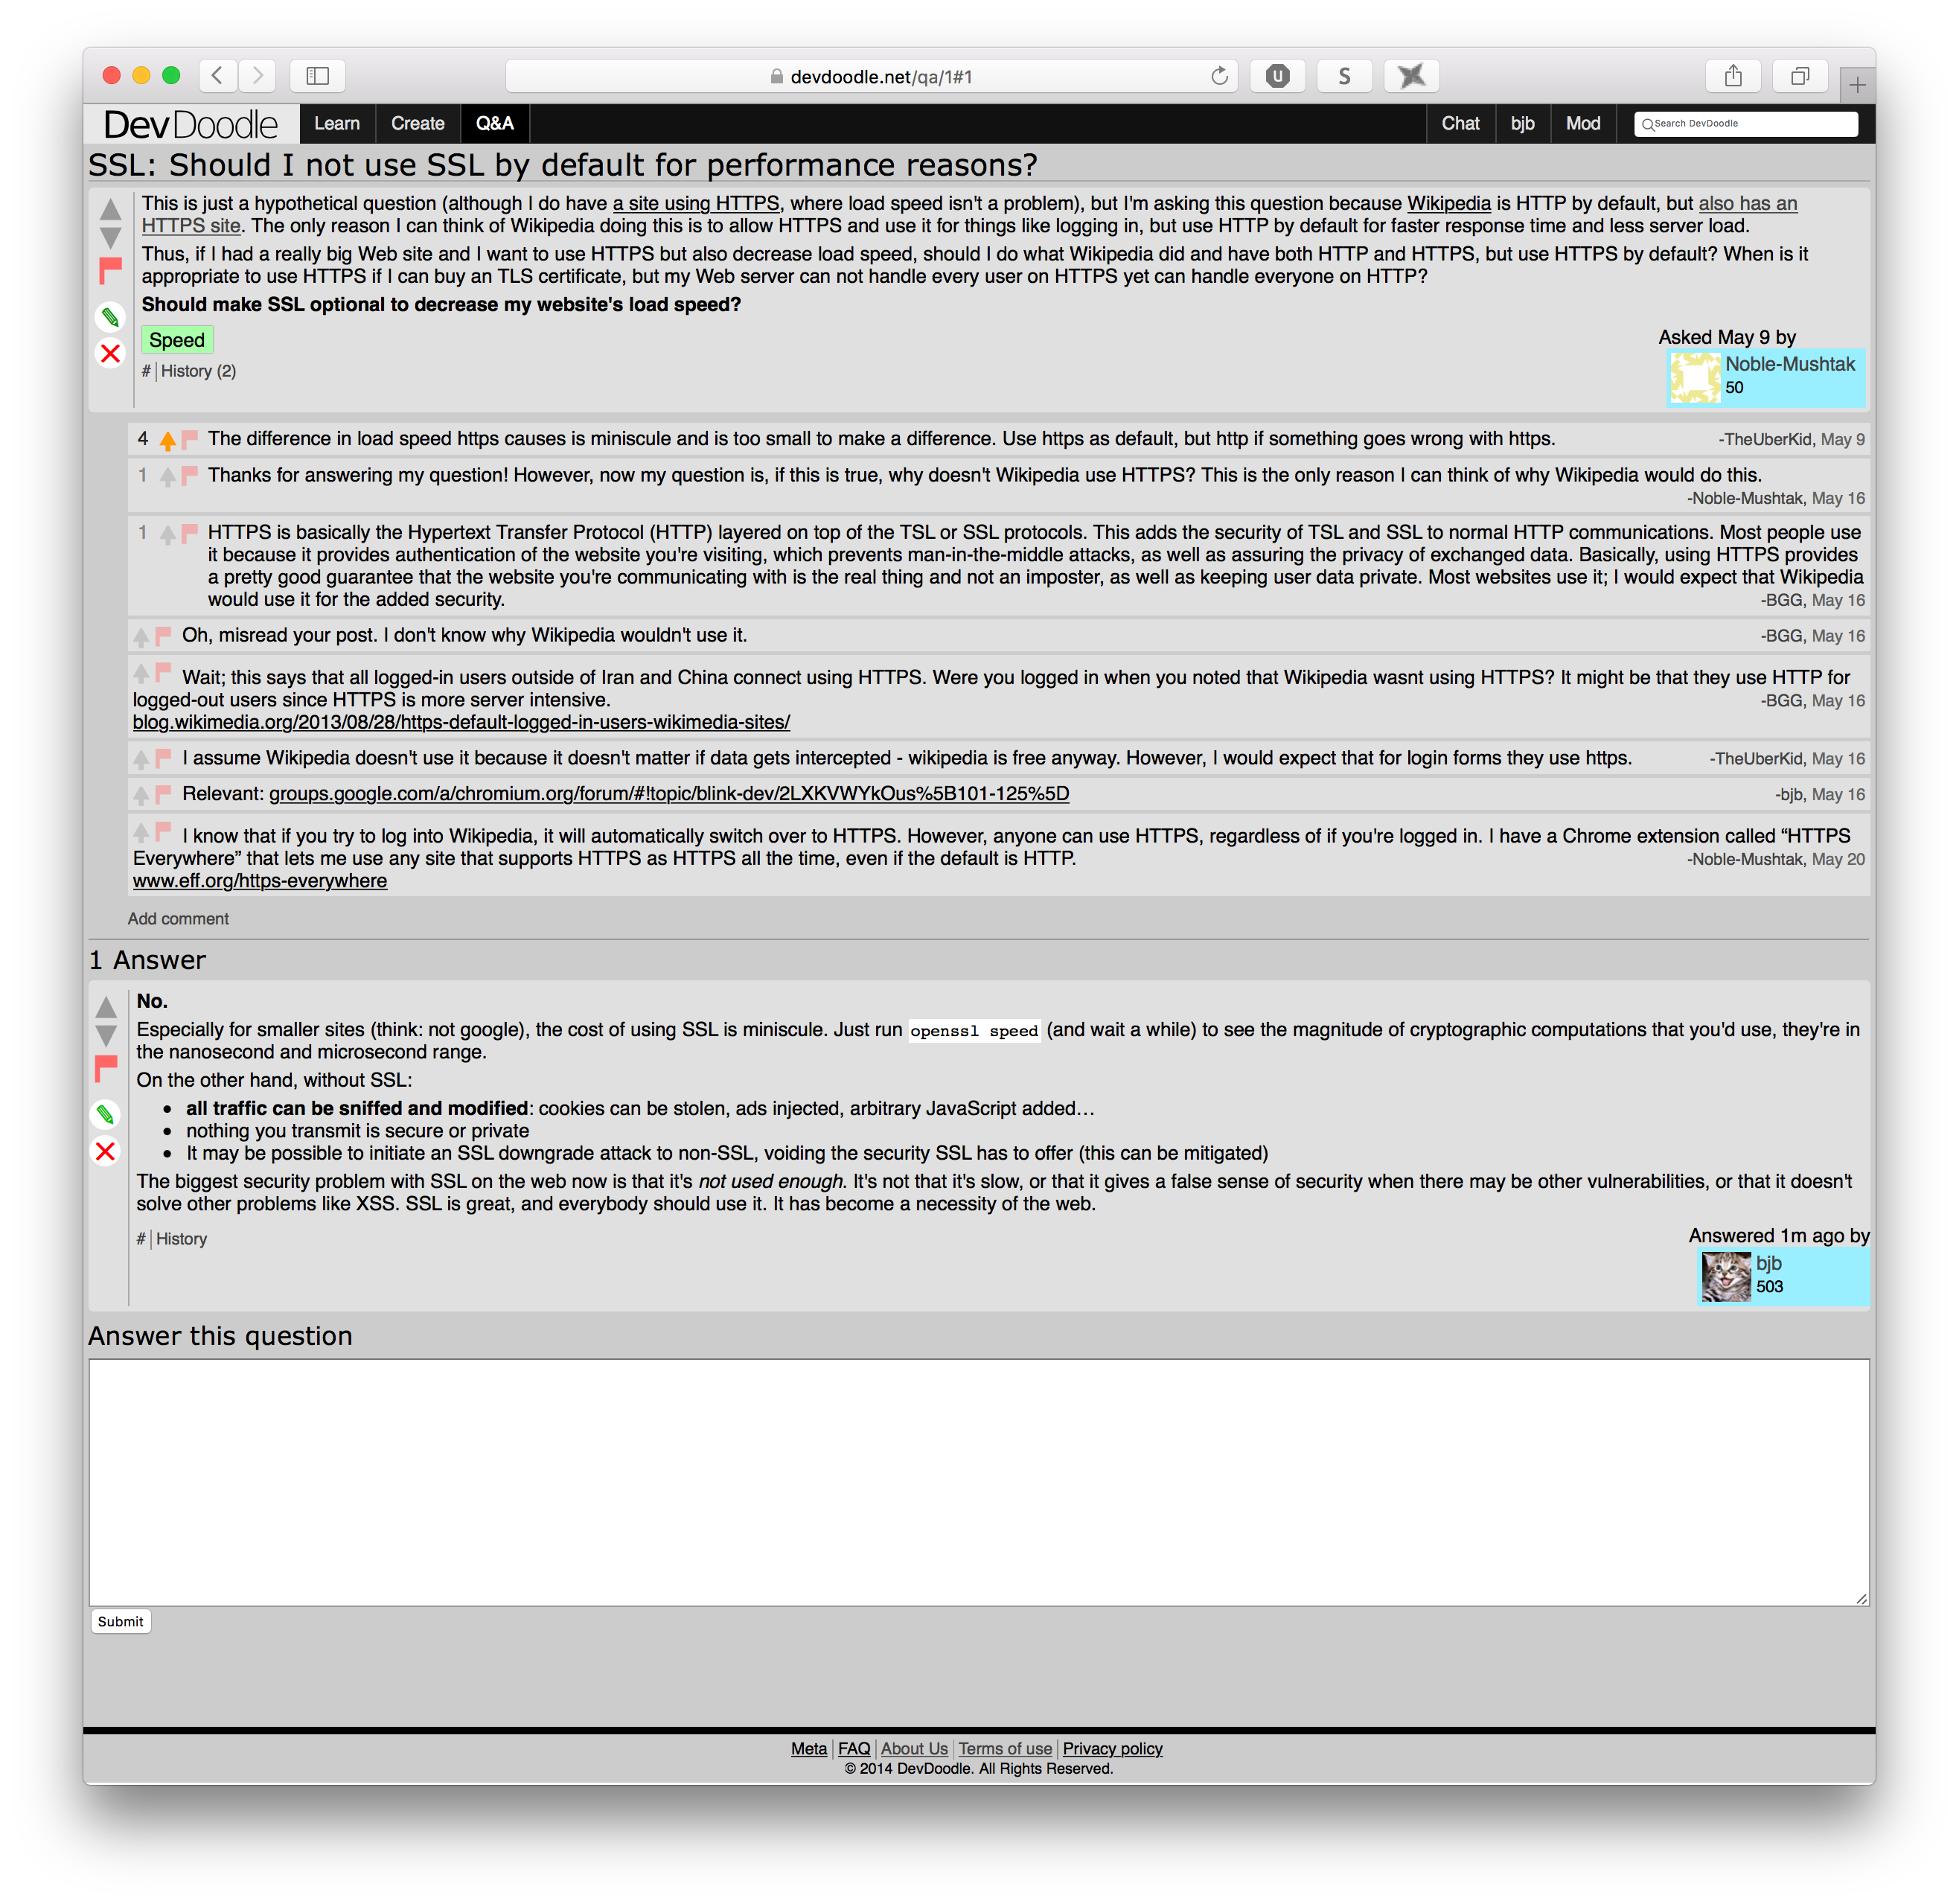 devdoodle.net/qa/1#1
S
DevDoodle Learn Create Q&A Chat bjb Mod Search DevDoodle
SSL: Should I not use SSL by default for performance reasons?
This is just a hypothetical question (although I do have a site using HTTPS, where load speed isn't a problem), but I'm asking this question because Wikipedia is HTTP by default, but also has an
HTTPS site. The only reason I can think of Wikipedia doing this is to allow HTTPS and use it for things like logging in, but use HTTP by default for faster response time and less server load.
Thus, if I had a really big Web site and I want to use HTTPS but also decrease load speed, should I do what Wikipedia did and have both HTTP and HTTPS, but use HTTPS by default? When is it
appropriate to use HTTPS if I can buy an TLS certificate, but my Web server can not handle every user on HTTPS yet can handle everyone on HTTP?
Should make SSL optional to decrease my website's load speed?
Speed
Asked May 9 by
# History (2)
Noble-Mushtak
50
4 The difference in load speed https causes is miniscule and is too small to make a difference. Use https as default, but http if something goes wrong with https. -TheUberKid, May 9
1 Thanks for answering my question! However, now my question is, if this is true, why doesn't Wikipedia use HTTPS? This is the only reason I can think of why Wikipedia would do this.
-Noble-Mushtak, May 16
1 HTTPS is basically the Hypertext Transfer Protocol (HTTP) layered on top of the TSL or SSL protocols. This adds the security of TSL and SSL to normal HTTP communications. Most people use
it because it provides authentication of the website you're visiting, which prevents man-in-the-middle attacks, as well as assuring the privacy of exchanged data. Basically, using HTTPS provides
a pretty good guarantee that the website you're communicating with is the real thing and not an imposter, as well as keeping user data private. Most websites use it; I would expect that Wikipedia
would use it for the added security. -BGG, May 16
Oh, misread your post. I don't know why Wikipedia wouldn't use it. -BGG, May 16
Wait; this says that all logged-in users outside of Iran and China connect using HTTPS. Were you logged in when you noted that Wikipedia wasnt using HTTPS? It might be that they use HTTP for
logged-out users since HTTPS is more server intensive. -BGG, May 16
blog.wikimedia.org/2013/08/28/https-default-logged-in-users-wikimedia-sites/
I assume Wikipedia doesn't use it because it doesn't matter if data gets intercepted - wikipedia is free anyway. However, I would expect that for login forms they use https. -TheUberKid, May 16
Relevant: groups.google.com/a/chromium.org/forum/#!topic/blink-dev/2LXKVWYkOus%5B101-125%5D -bjb, May 16
I know that if you try to log into Wikipedia, it will automatically switch over to HTTPS. However, anyone can use HTTPS, regardless of if you're logged in. I have a Chrome extension called “HTTPS
Everywhere” that lets me use any site that supports HTTPS as HTTPS all the time, even if the default is HTTP. -Noble-Mushtak, May 20
www.eff.org/https-everywhere
Add comment
1 Answer
No.
Especially for smaller sites (think: not google), the cost of using SSL is miniscule. Just run openssl speed (and wait a while) to see the magnitude of cryptographic computations that you'd use, they're in
the nanosecond and microsecond range.
On the other hand, without SSL:
• all traffic can be sniffed and modified: cookies can be stolen, ads injected, arbitrary JavaScript added…
• nothing you transmit is secure or private
• It may be possible to initiate an SSL downgrade attack to non-SSL, voiding the security SSL has to offer (this can be mitigated)
The biggest security problem with SSL on the web now is that it's not used enough. It's not that it's slow, or that it gives a false sense of security when there may be other vulnerabilities, or that it doesn't
solve other problems like XSS. SSL is great, and everybody should use it. It has become a necessity of the web.
# History
Answered 1m ago by
bjb
503
Answer this question
Submit
Meta FAQ About Us Terms of use Privacy policy
© 2014 DevDoodle. All Rights Reserved.